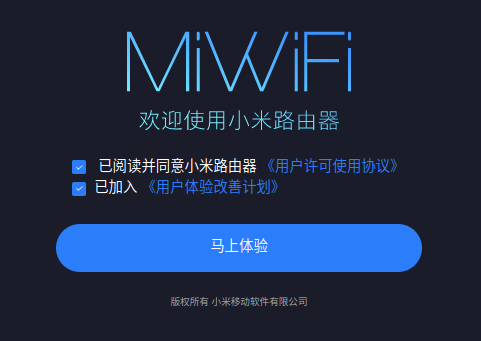 MiWiFi
欢迎使用小米路由器
已阅读并同意小米路由器 《用户许可使用协议》
已加入 《用户体验改善计划》
马上体验
版权所有 小米移动软件有限公司